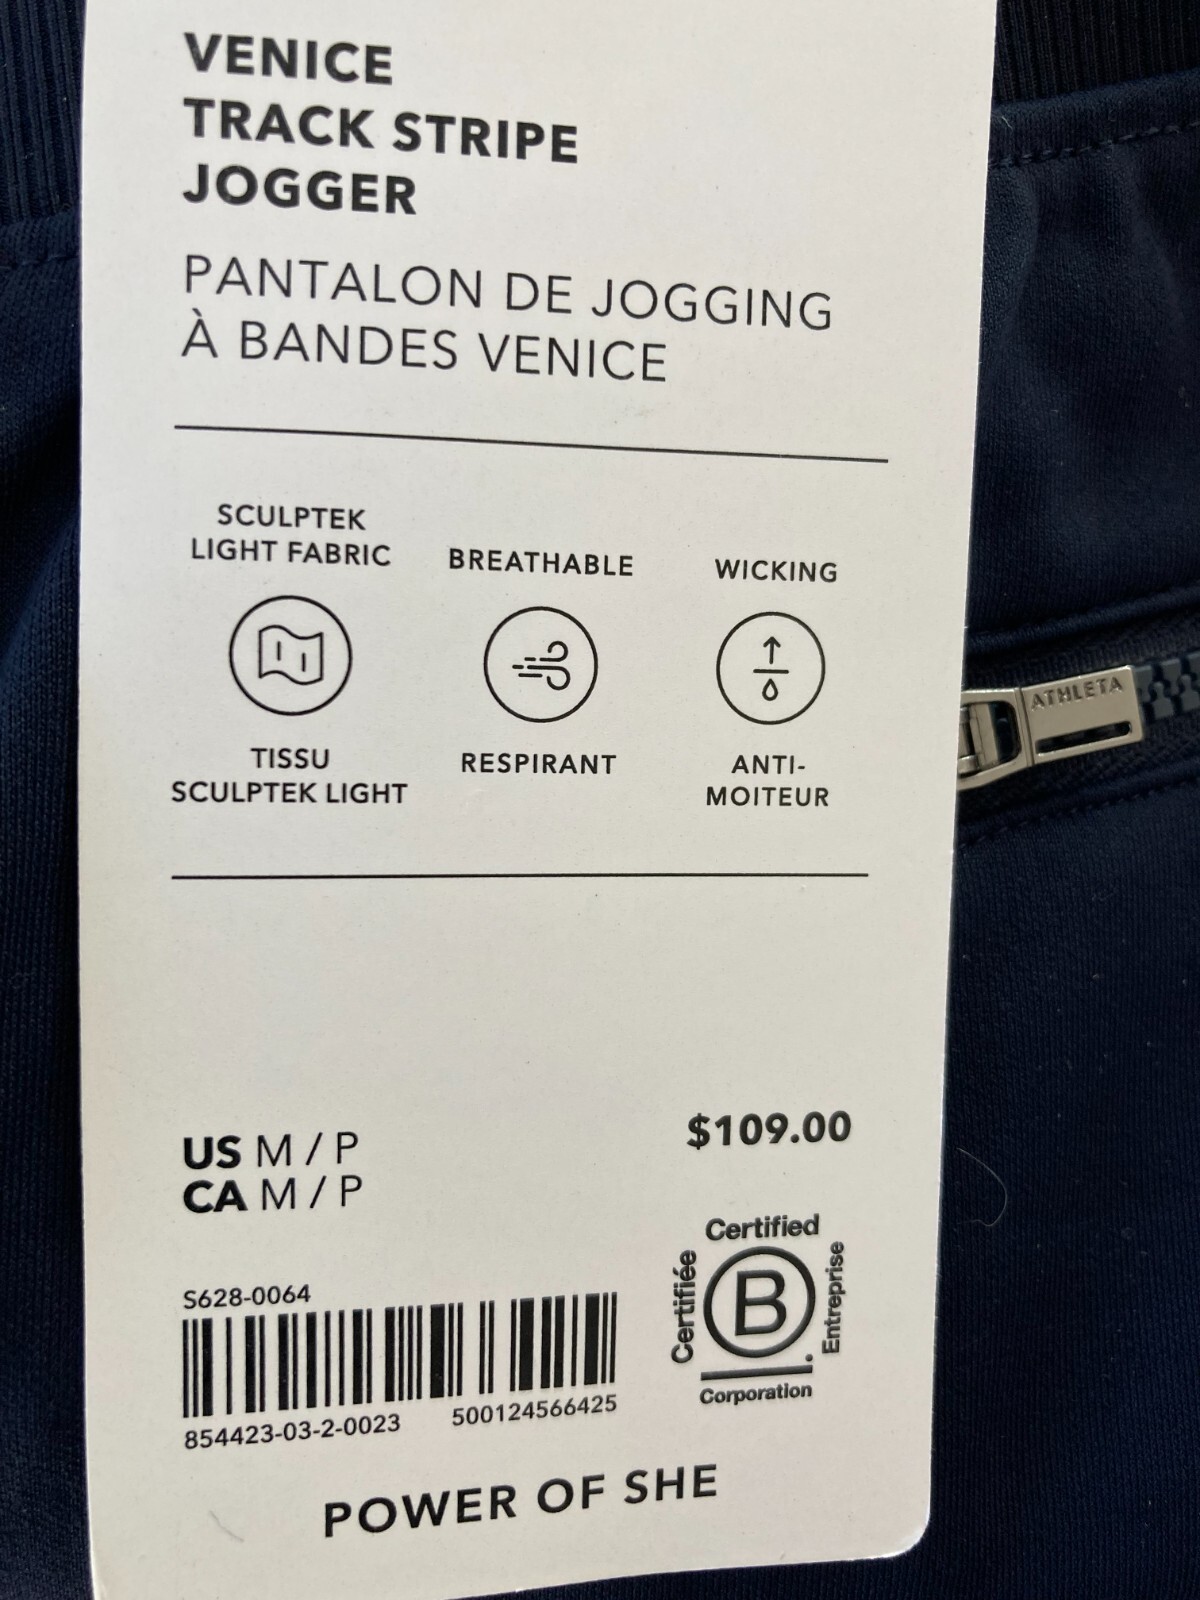 VENICE
TRACK STRIPE
JOGGER
PANTALON DE JOGGING
À BANDES VENICE
SCULPTEK
LIGHT FABRIC
BREATHABLE
WICKING
TISSU
SCULPTEK LIGHT
RESPIRANT
ANTI-
MOITEUR
ATHLETA
US M / P
CA M / P
$109.00
S628-0064
854423-03-2-0023
500124566425
Certified
Certifiée
B
Entreprise
Corporation
POWER OF SHE